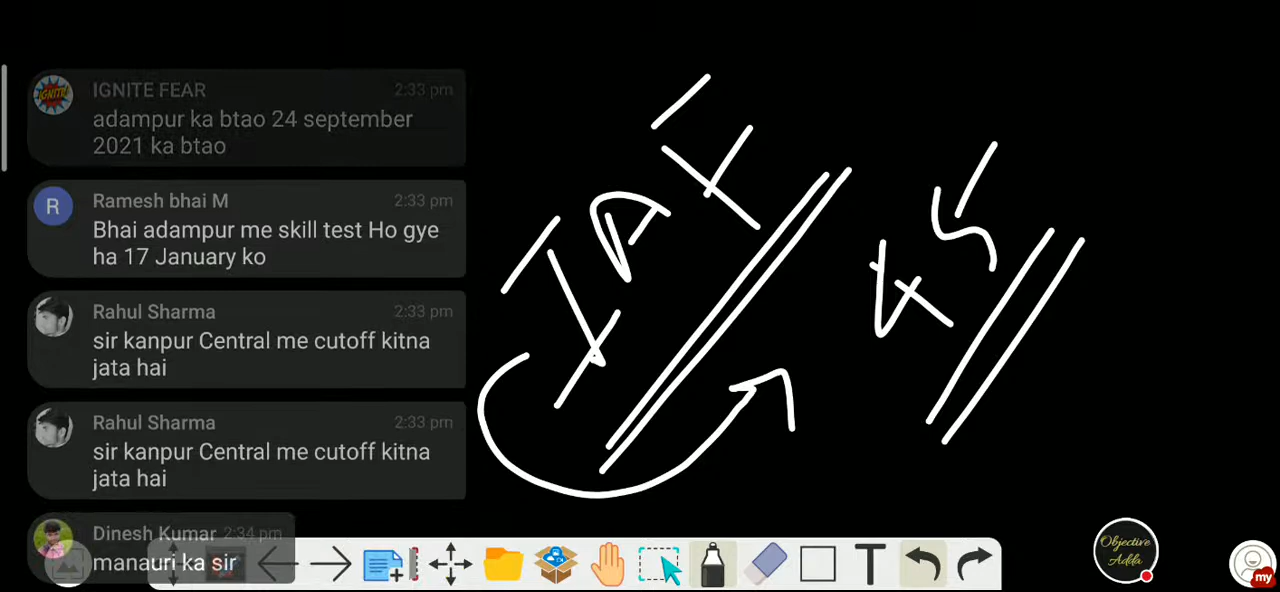 IGNITE FEAR 2:33 pm
adampur ka btao 24 september
2021 ka btao
R
Ramesh bhai M 2:33 pm
Bhai adampur me skill test Ho gye
ha 17 January ko
Rahul Sharma 2:33 pm
sir kanpur Central me cutoff kitna
jata hai
Rahul Sharma 2:33 pm
sir kanpur Central me cutoff kitna
jata hai
Dinesh Kumar 2:34 pm
manauri ka sir
IAF
45
T
Objective
Adda
my